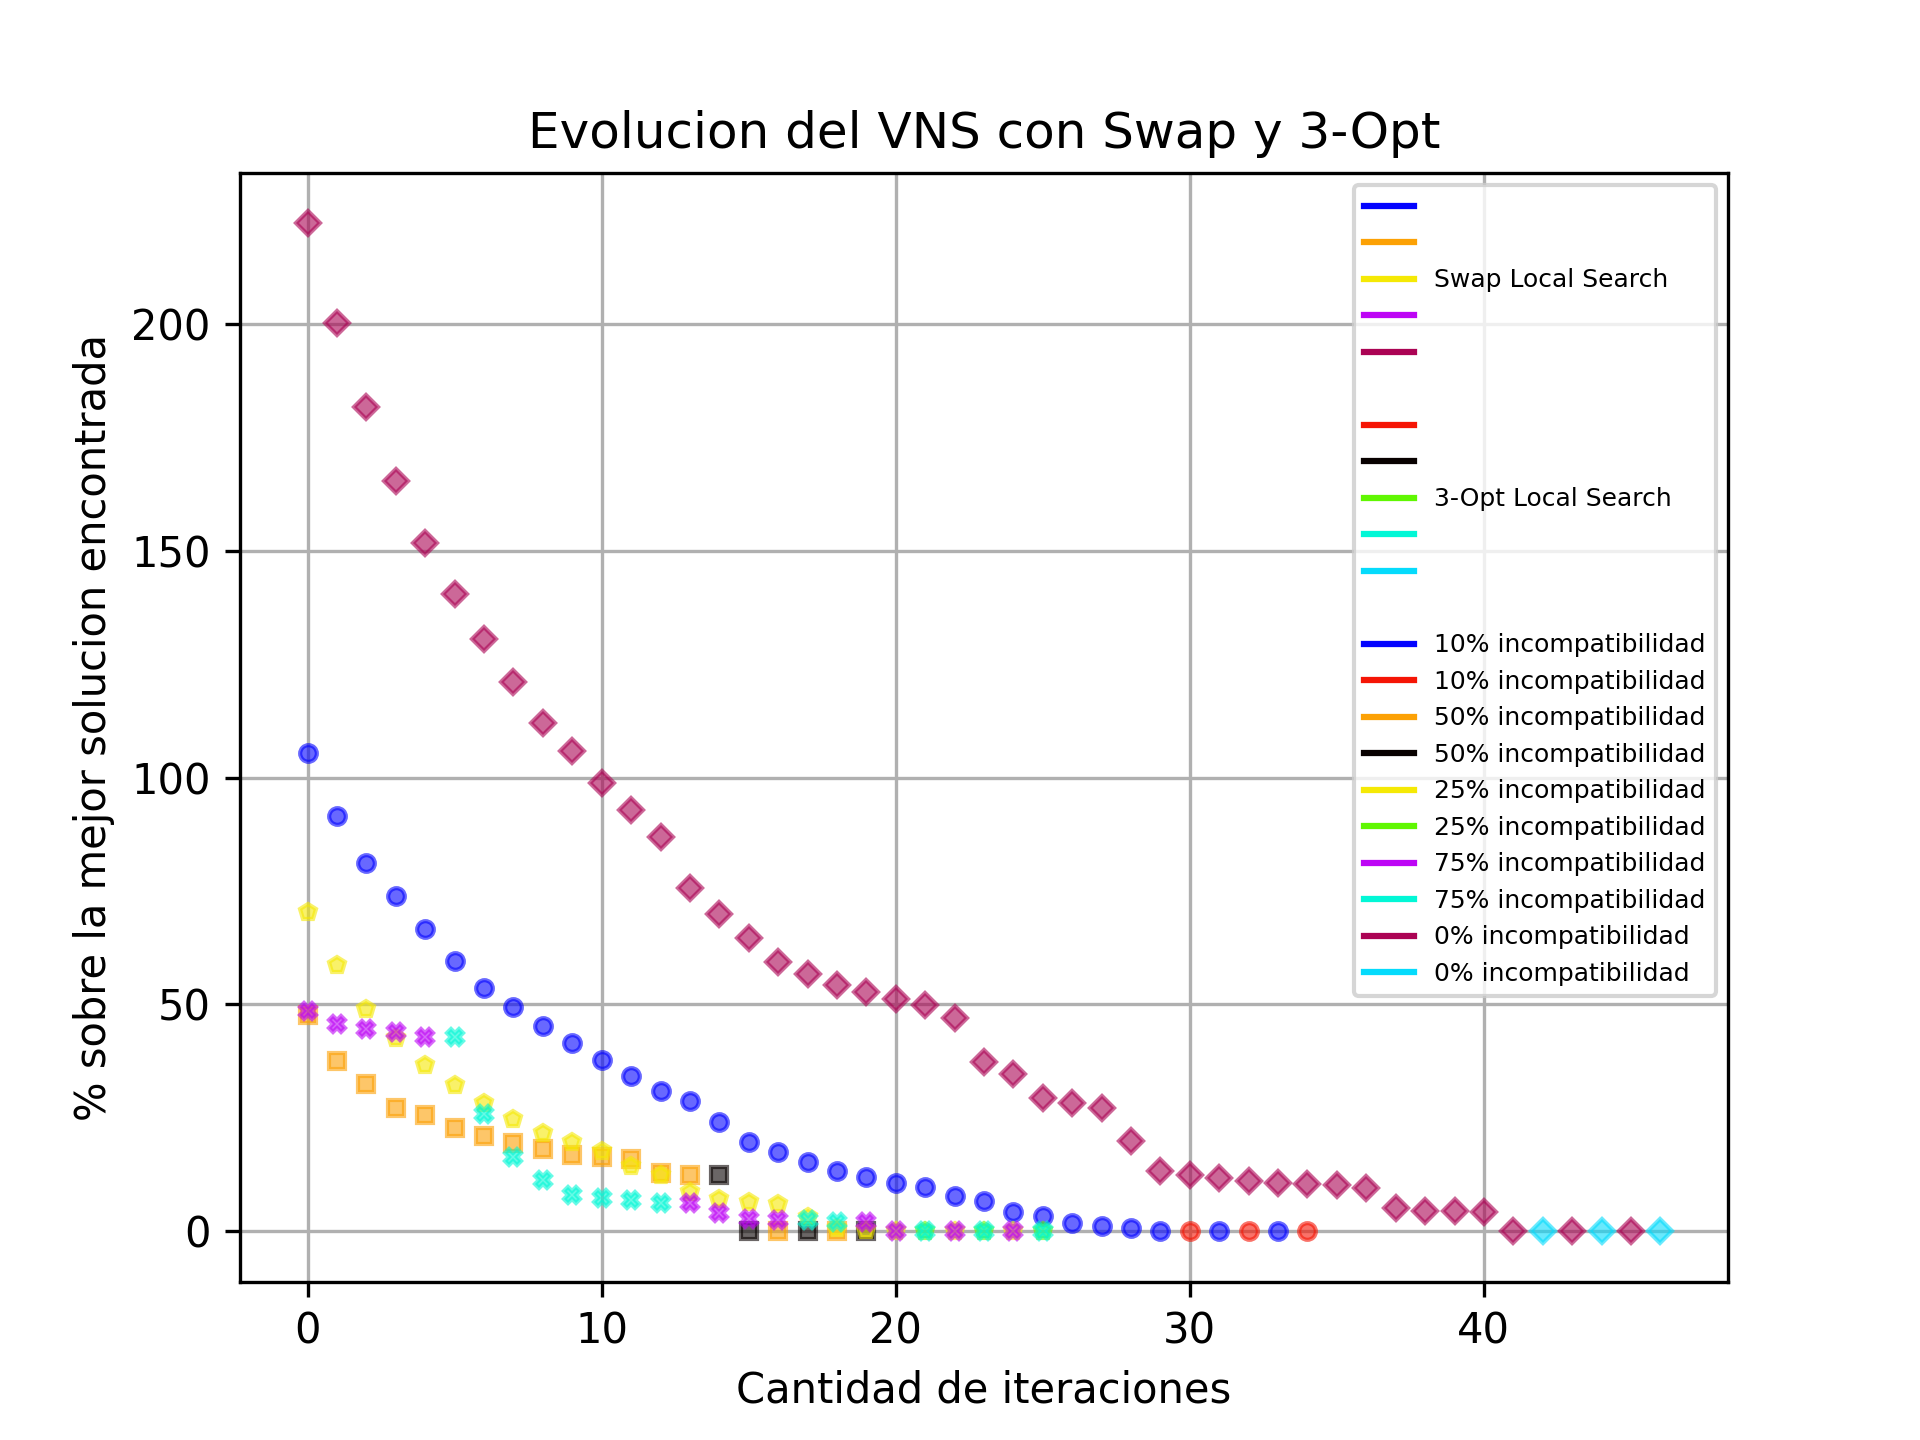 Evolucion del VNS con Swap y 3-Opt
% sobre la mejor solucion encontrada
200
150
100
50
0
0
10
20
30
40
Cantidad de iteraciones
Swap Local Search
3-Opt Local Search
10% incompatibilidad
10% incompatibilidad
50% incompatibilidad
50% incompatibilidad
25% incompatibilidad
25% incompatibilidad
75% incompatibilidad
75% incompatibilidad
0% incompatibilidad
0% incompatibilidad